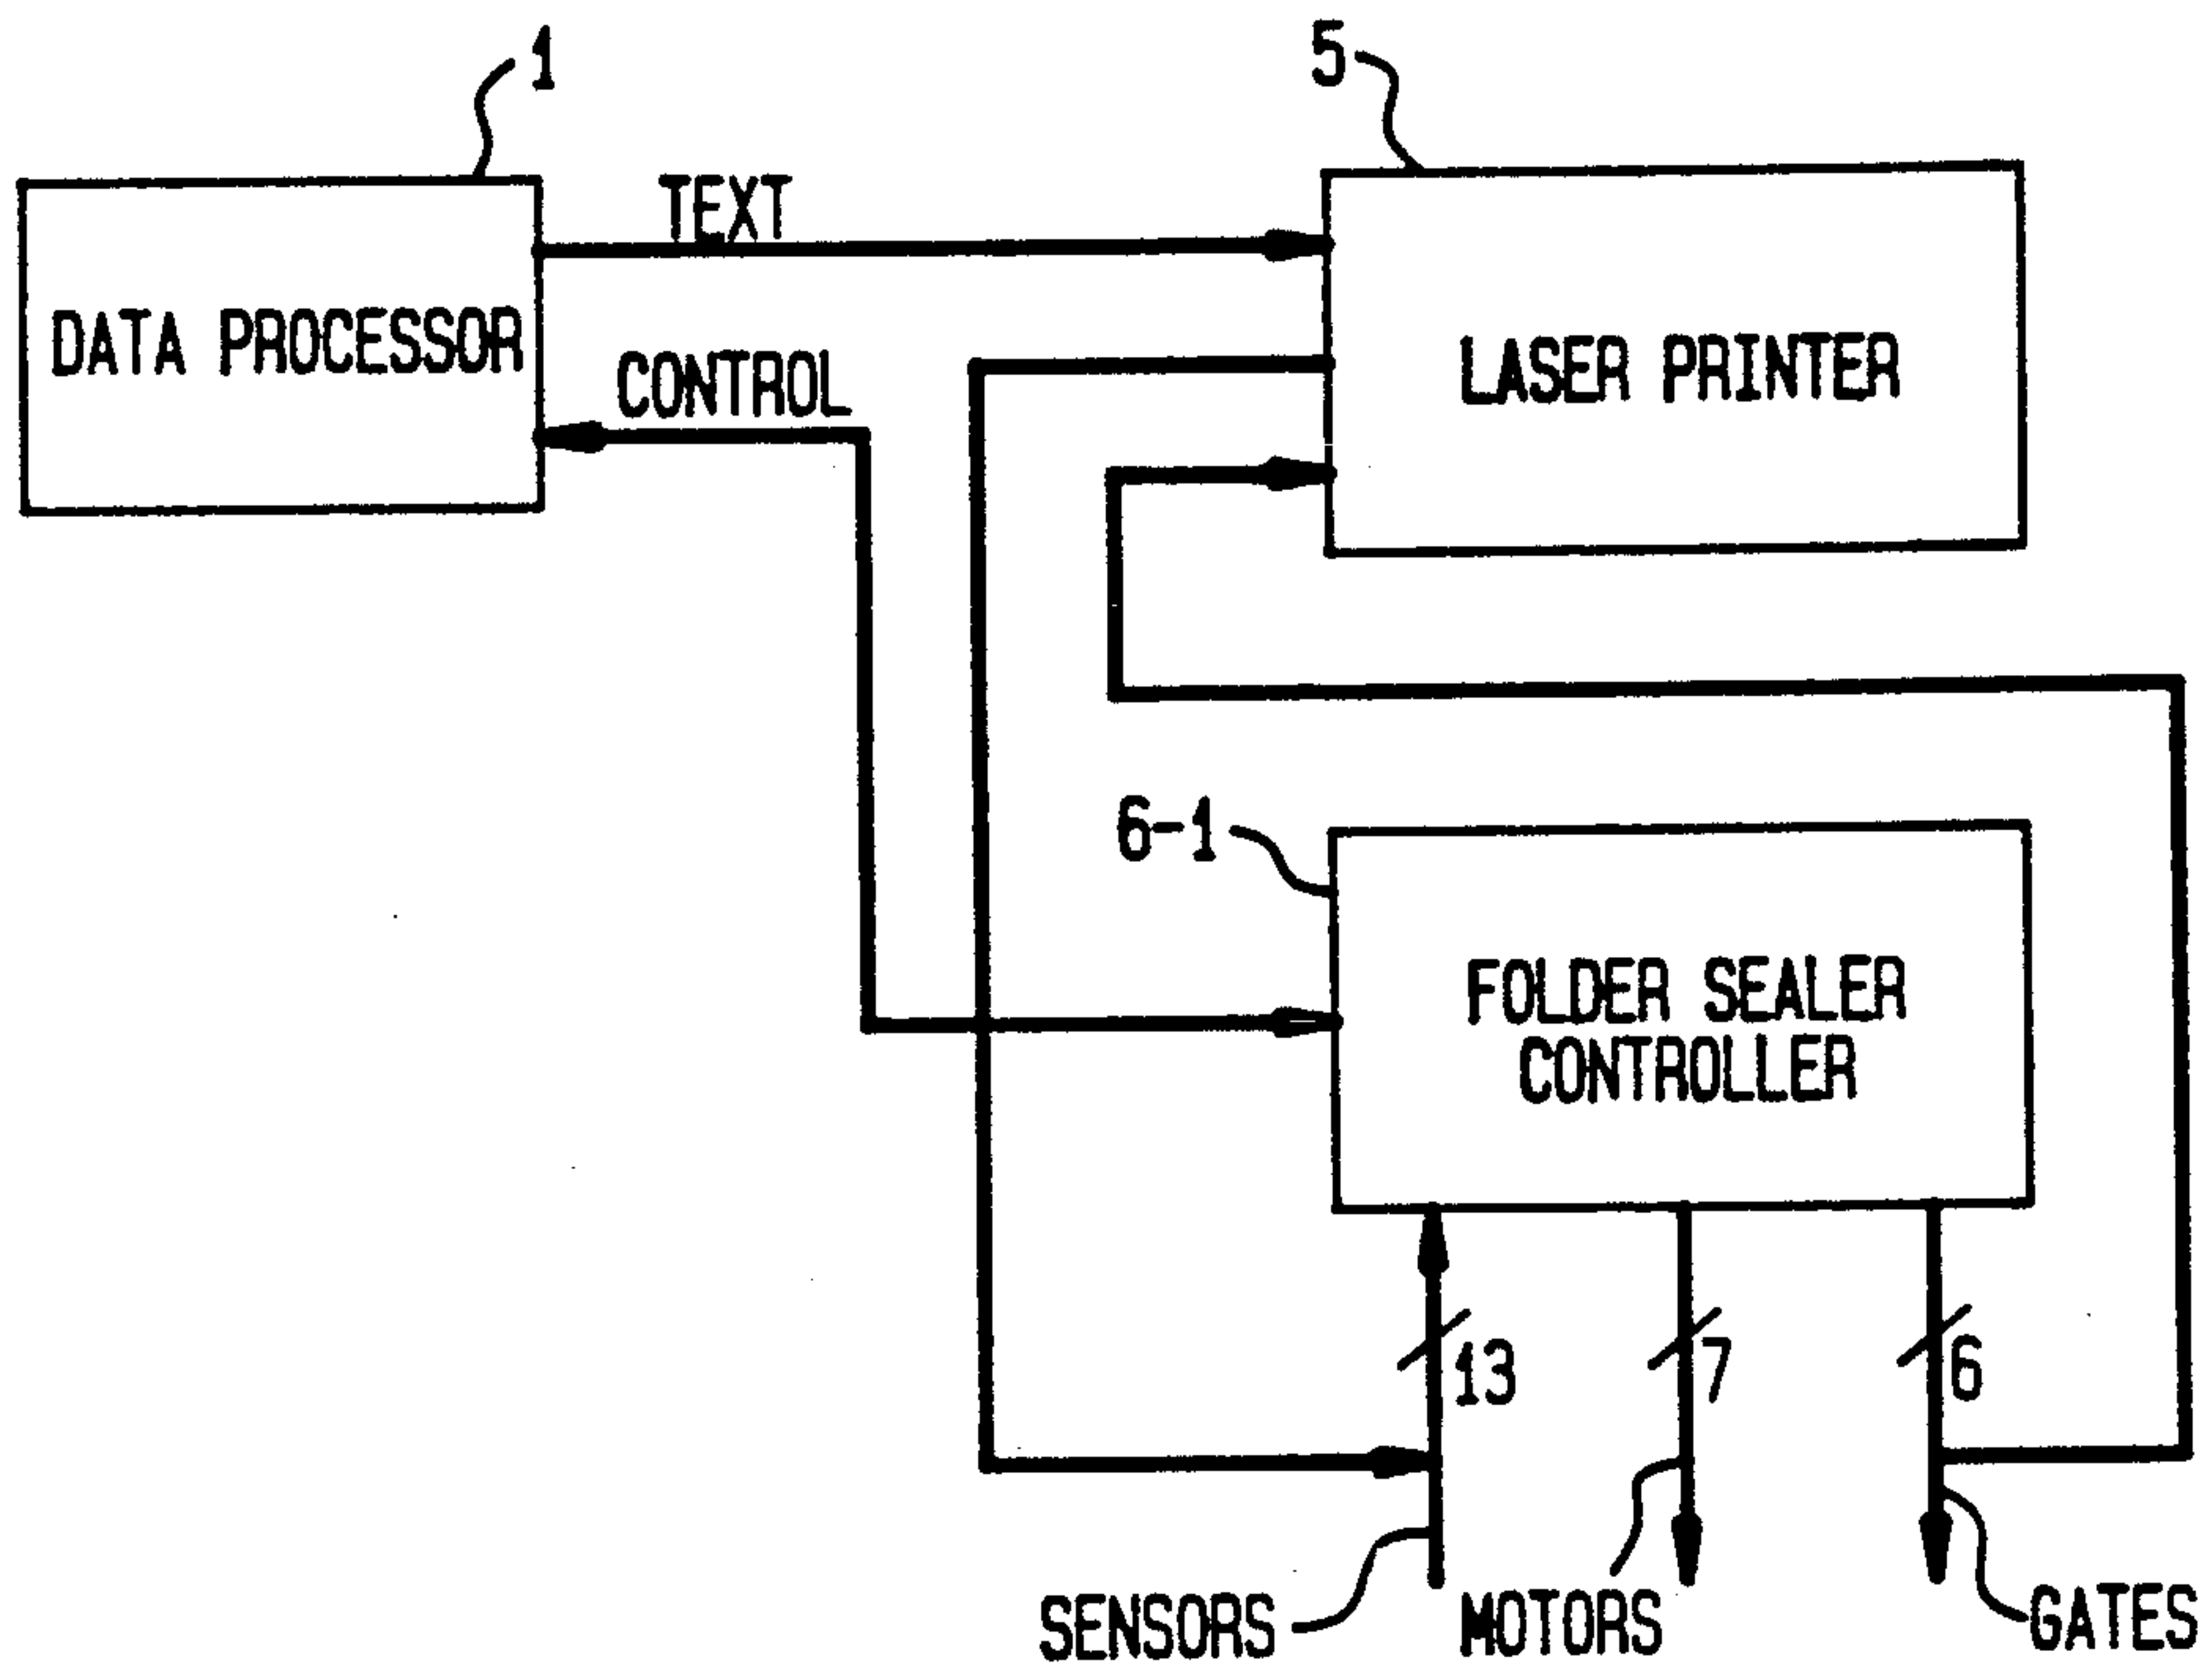 1
5
TEXT
DATA PROCESSOR
CONTROL
LASER PRINTER
6-1
FOLDER SEALER
CONTROLLER
13
7
6
SENSORS
MOTORS
GATES